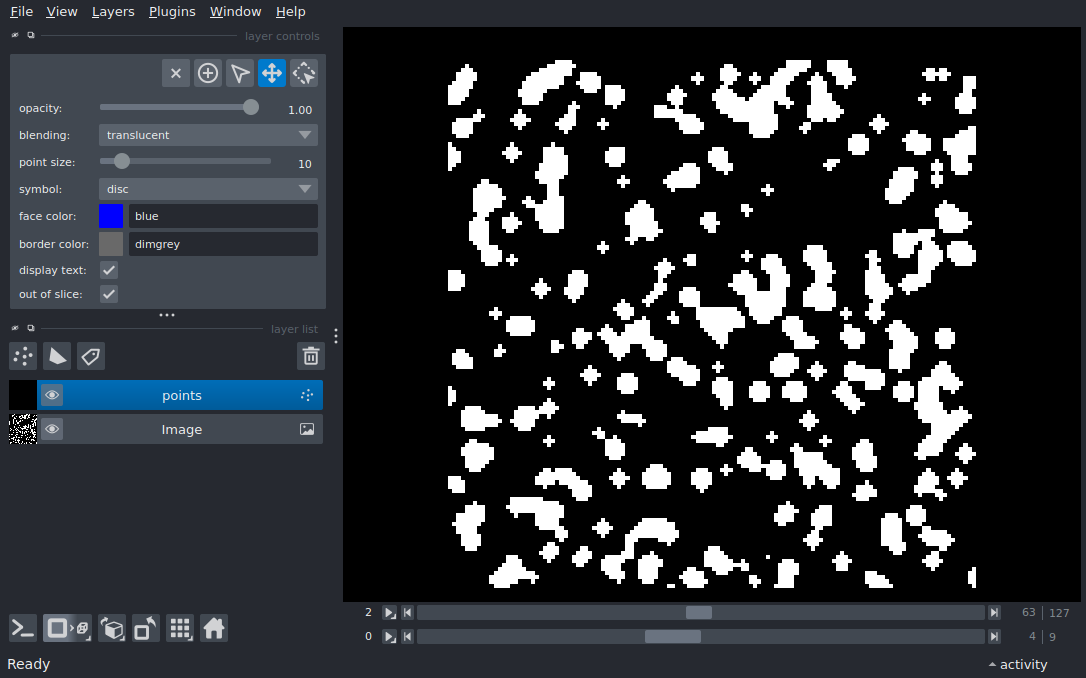 File View Layers Plugins Window Help
layer controls
opacity: 1.00
blending: translucent
point size: 10
symbol: disc
face color: blue
border color: dimgrey
display text:
out of slice:
layer list
points
Image
2 63 127
0 4 9
Ready activity